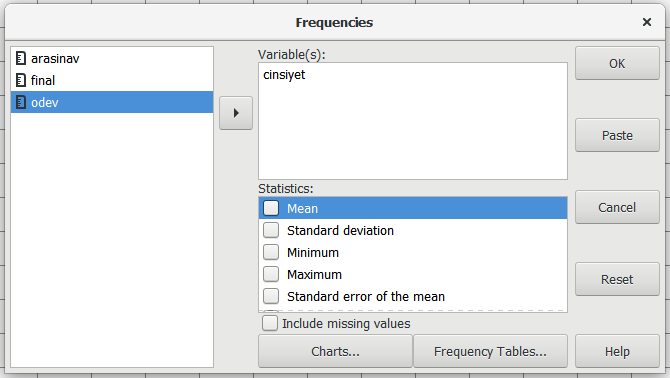 Frequencies
arasinav
final
odev
Variable(s):
cinsiyet
Statistics:
Mean
Standard deviation
Minimum
Maximum
Standard error of the mean
Include missing values
Charts...
Frequency Tables...
OK
Paste
Cancel
Reset
Help